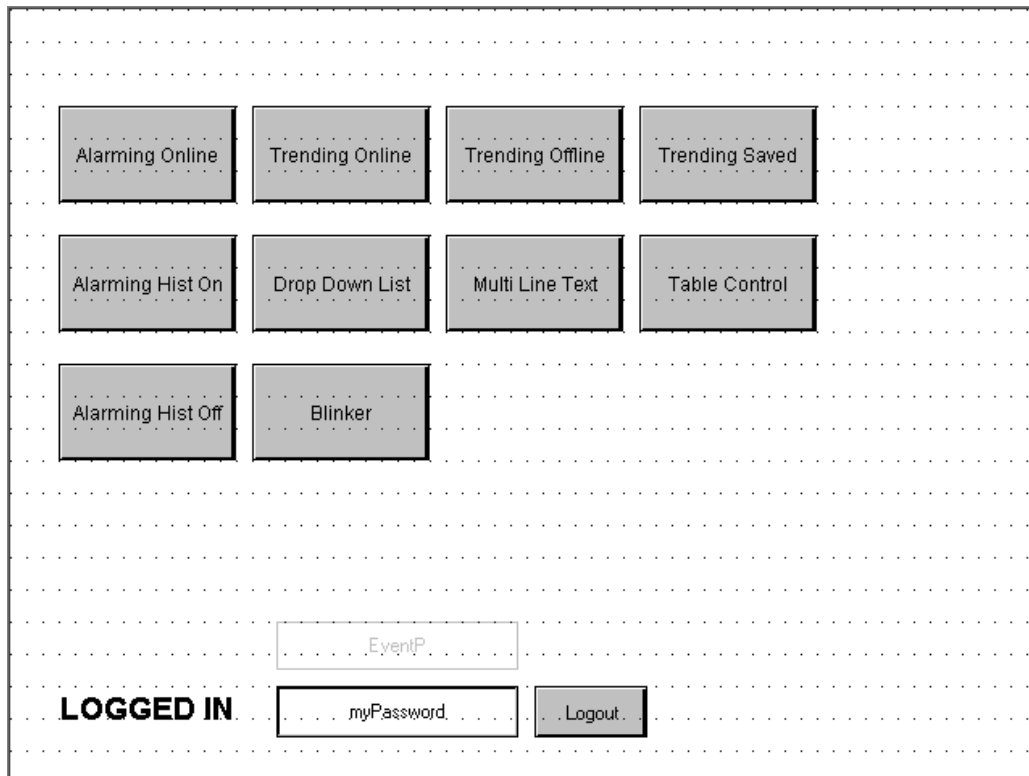 Alarming Online
Trending Online
Trending Offline
Trending Saved
Alarming Hist On
Drop Down List
Multi Line Text
Table Control
Alarming Hist Off
Blinker
EventP
LOGGED IN
myPassword
Logout